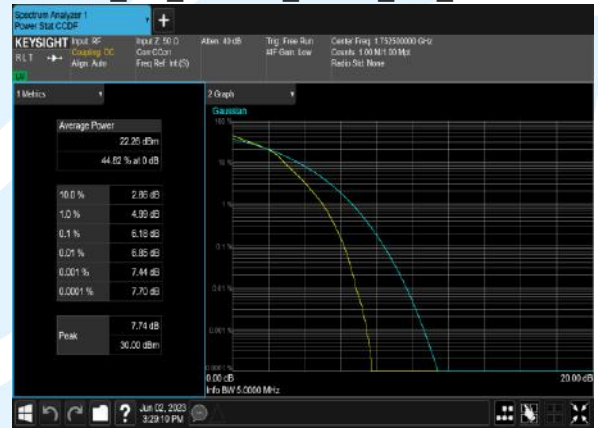 Spectrum Analyzer 1
Power Stat CCDF
KEYSIGHT
Input: RF
Coupling: DC
Align: Auto
Input Z: 50 Ω
Corr CCorr
Freq Ref: Int (S)
Atten: 40 dB
Trig: Free Run
#IF Gain: Low
Center Freq: 1.752500000 GHz
Counts: 1.00 M/1.00 Mpt
Radio Std: None
RLT
1 Metrics
Average Power
22.26 dBm
44.82 % at 0 dB
10.0 % 2.86 dB
1.0 % 4.99 dB
0.1 % 6.18 dB
0.01 % 6.85 dB
0.001 % 7.44 dB
0.0001 % 7.70 dB
Peak
7.74 dB
30.00 dBm
2 Graph
Gaussian
100 %
10 %
1 %
0.1 %
0.01 %
0.001 %
0.0001 %
0.00 dB
20.00 dB
Info BW 5.0000 MHz
Jun 02, 2023
3:29:10 PM